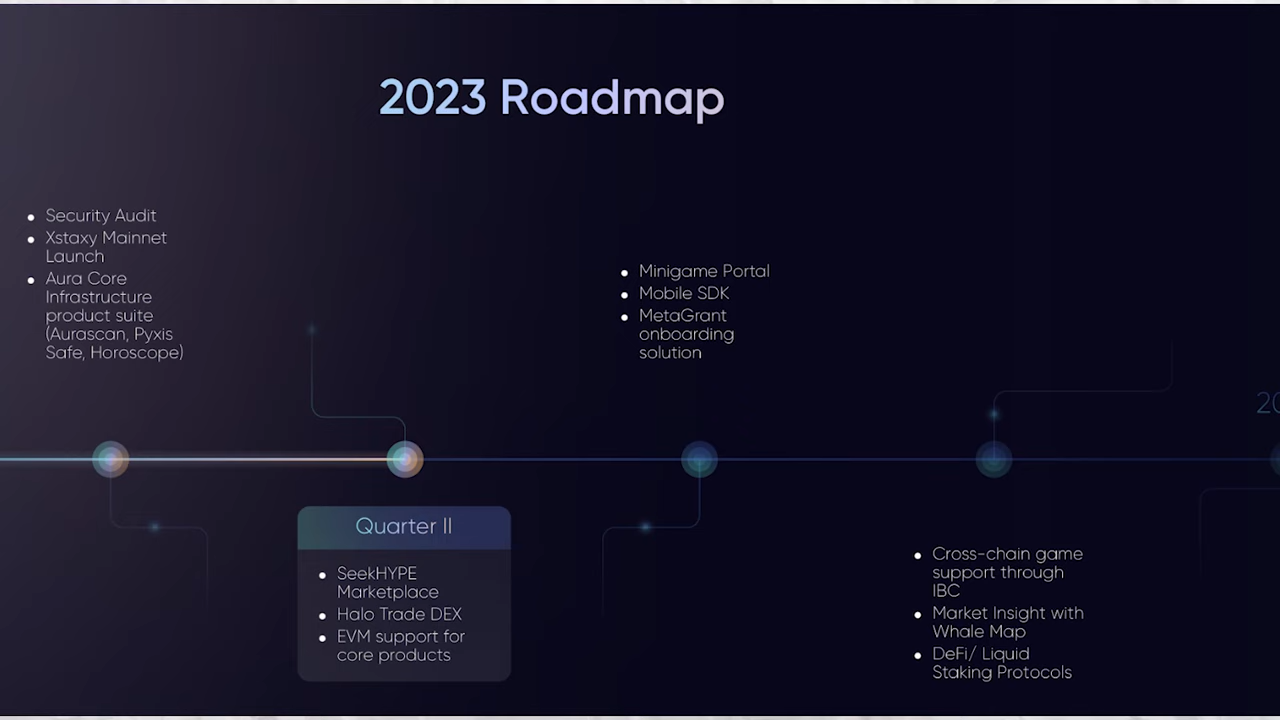 2023 Roadmap
Security Audit
Xstaxy Mainnet
Launch
Aura Core
Infrastructure
product suite
(Aurascan, Pyxis
Safe, Horoscope)
Quarter II
SeekHYPE
Marketplace
Halo Trade DEX
EVM support for
core products
Minigame Portal
Mobile SDK
MetaGrant
onboarding
solution
Cross-chain game
support through
IBC
Market Insight with
Whale Map
DeFi/ Liquid
Staking Protocols